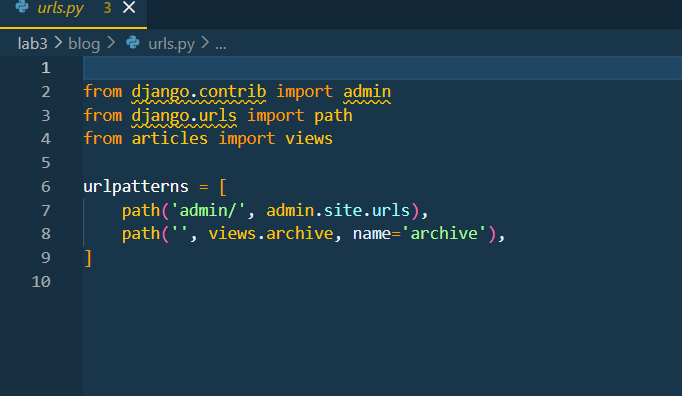 urls.py 3 ×
lab3 > blog > urls.py > ...
1
2 from django.contrib import admin
3 from django.urls import path
4 from articles import views
5
6 urlpatterns = [
7     path('admin/', admin.site.urls),
8     path('', views.archive, name='archive'),
9 ]
10